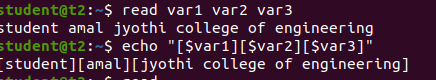 student@t2:~$ read var1 var2 var3
student amal jyothi college of engineering
student@t2:~$ echo "[$var1][$var2][$var3]"
[student][amal][jyothi college of engineering]